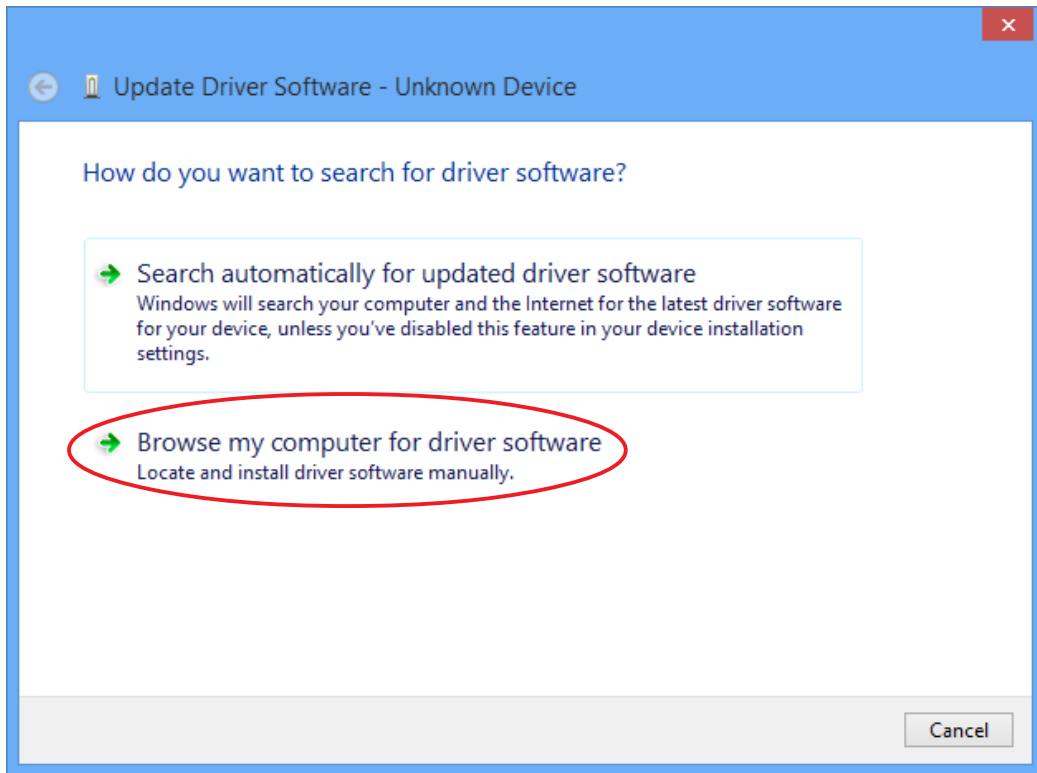 Update Driver Software - Unknown Device
How do you want to search for driver software?
Search automatically for updated driver software
Windows will search your computer and the Internet for the latest driver software
for your device, unless you've disabled this feature in your device installation
settings.
Browse my computer for driver software
Locate and install driver software manually.
Cancel